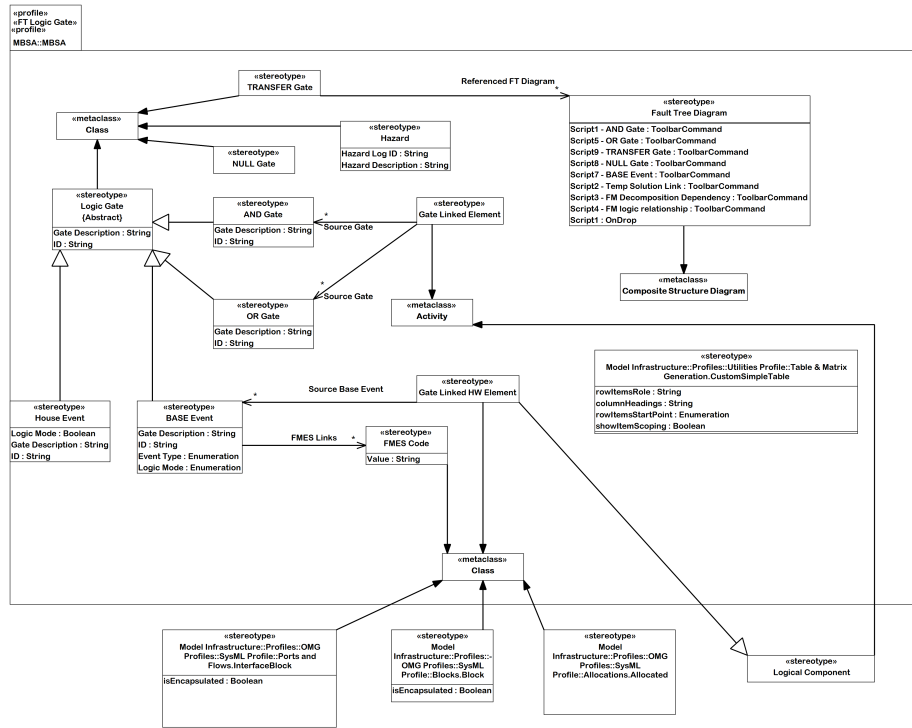 «profile»
«FT Logic Gate»
«profile»
MBSA::MBSA
«stereotype»
TRANSFER Gate
Referenced FT Diagram
*
«stereotype»
Fault Tree Diagram
Script1 - AND Gate : ToolbarCommand
Script5 - OR Gate : ToolbarCommand
Script9 - TRANSFER Gate : ToolbarCommand
Script8 - NULL Gate : ToolbarCommand
Script7 - BASE Event : ToolbarCommand
Script2 - Temp Solution Link : ToolbarCommand
Script3 - FM Decomposition Dependency : ToolbarCommand
Script4 - FM logic relationship : ToolbarCommand
Script1 : OnDrop
«metaclass»
Class
«stereotype»
Hazard
Hazard Log ID : String
Hazard Description : String
«stereotype»
NULL Gate
«stereotype»
Logic Gate
{Abstract}
Gate Description : String
ID : String
«stereotype»
AND Gate
Gate Description : String
ID : String
*
Source Gate
«stereotype»
Gate Linked Element
*
Source Gate
«stereotype»
OR Gate
Gate Description : String
ID : String
«metaclass»
Activity
«metaclass»
Composite Structure Diagram
«stereotype»
Model Infrastructure::Profiles::Utilities Profile::Table & Matrix
Generation.CustomSimpleTable
rowItemsRole : String
columnHeadings : String
rowItemsStartPoint : Enumeration
showItemScoping : Boolean
«stereotype»
House Event
Logic Mode : Boolean
Gate Description : String
ID : String
«stereotype»
BASE Event
Gate Description : String
ID : String
Event Type : Enumeration
Logic Mode : Enumeration
Source Base Event
*
«stereotype»
Gate Linked HW Element
FMES Links
*
«stereotype»
FMES Code
Value : String
«metaclass»
Class
«stereotype»
Model Infrastructure::Profiles::OMG
Profiles::SysML Profile::Ports and
Flows.InterfaceBlock
isEncapsulated : Boolean
«stereotype»
Model
Infrastructure::Profiles::-
OMG Profiles::SysML
Profile::Blocks.Block
isEncapsulated : Boolean
«stereotype»
Model
Infrastructure::Profiles::OMG
Profiles::SysML
Profile::Allocations.Allocated
«stereotype»
Logical Component